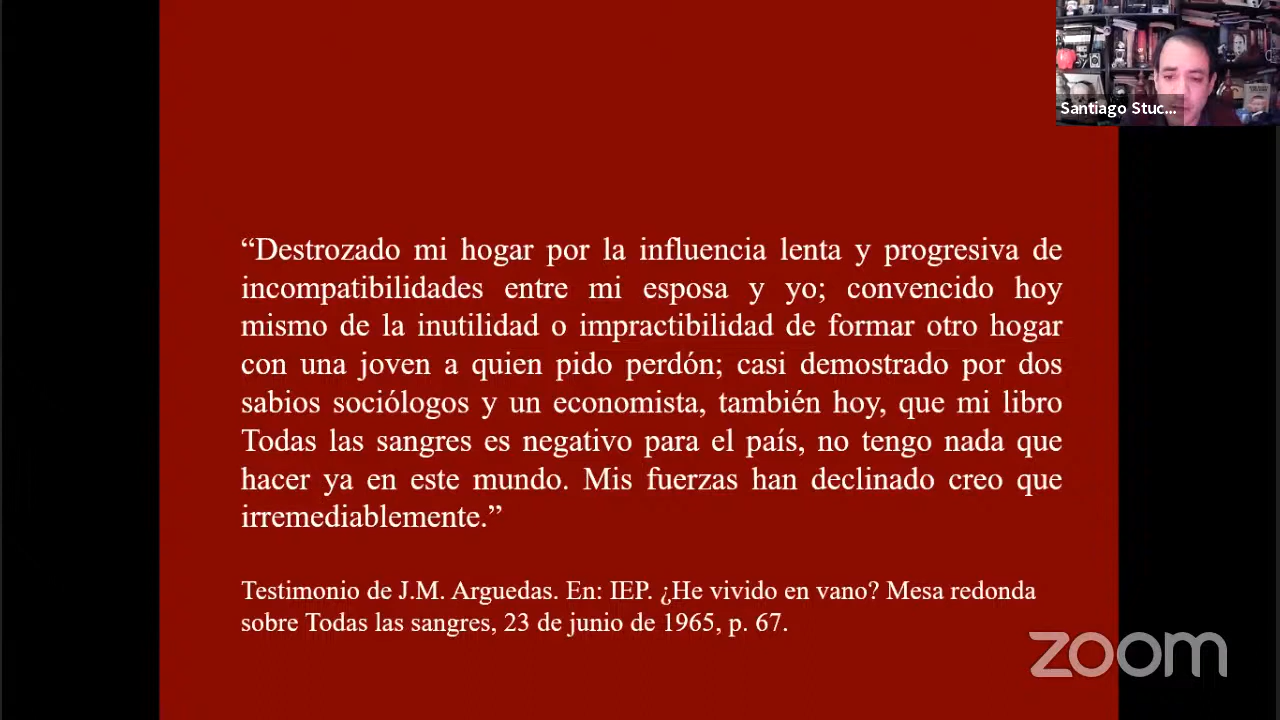 Santiago Stuc...
“Destrozado mi hogar por la influencia lenta y progresiva de
incompatibilidades entre mi esposa y yo; convencido hoy
mismo de la inutilidad o impractibilidad de formar otro hogar
con una joven a quien pido perdón; casi demostrado por dos
sabios sociólogos y un economista, también hoy, que mi libro
Todas las sangres es negativo para el país, no tengo nada que
hacer ya en este mundo. Mis fuerzas han declinado creo que
irremediablemente.”
Testimonio de J.M. Arguedas. En: IEP. ¿He vivido en vano? Mesa redonda
sobre Todas las sangres, 23 de junio de 1965, p. 67.
zoom